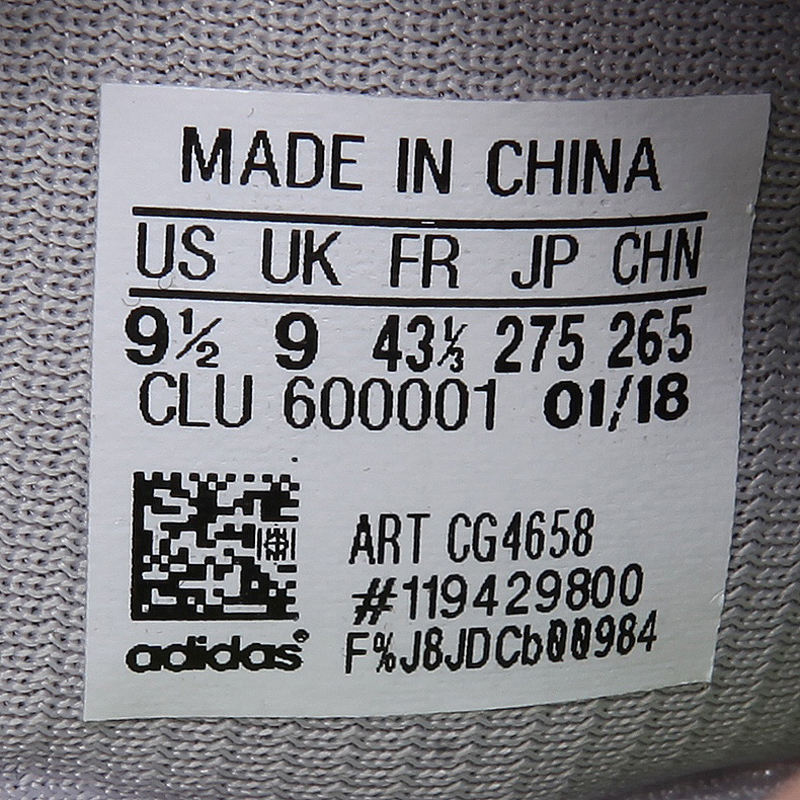 MADE IN CHINA
US UK FR JP CHN
9½ 9 43⅓ 275 265
CLU 600001 01/18
ART CG4658
#119429800
F%J8JDCb00984
adidas®